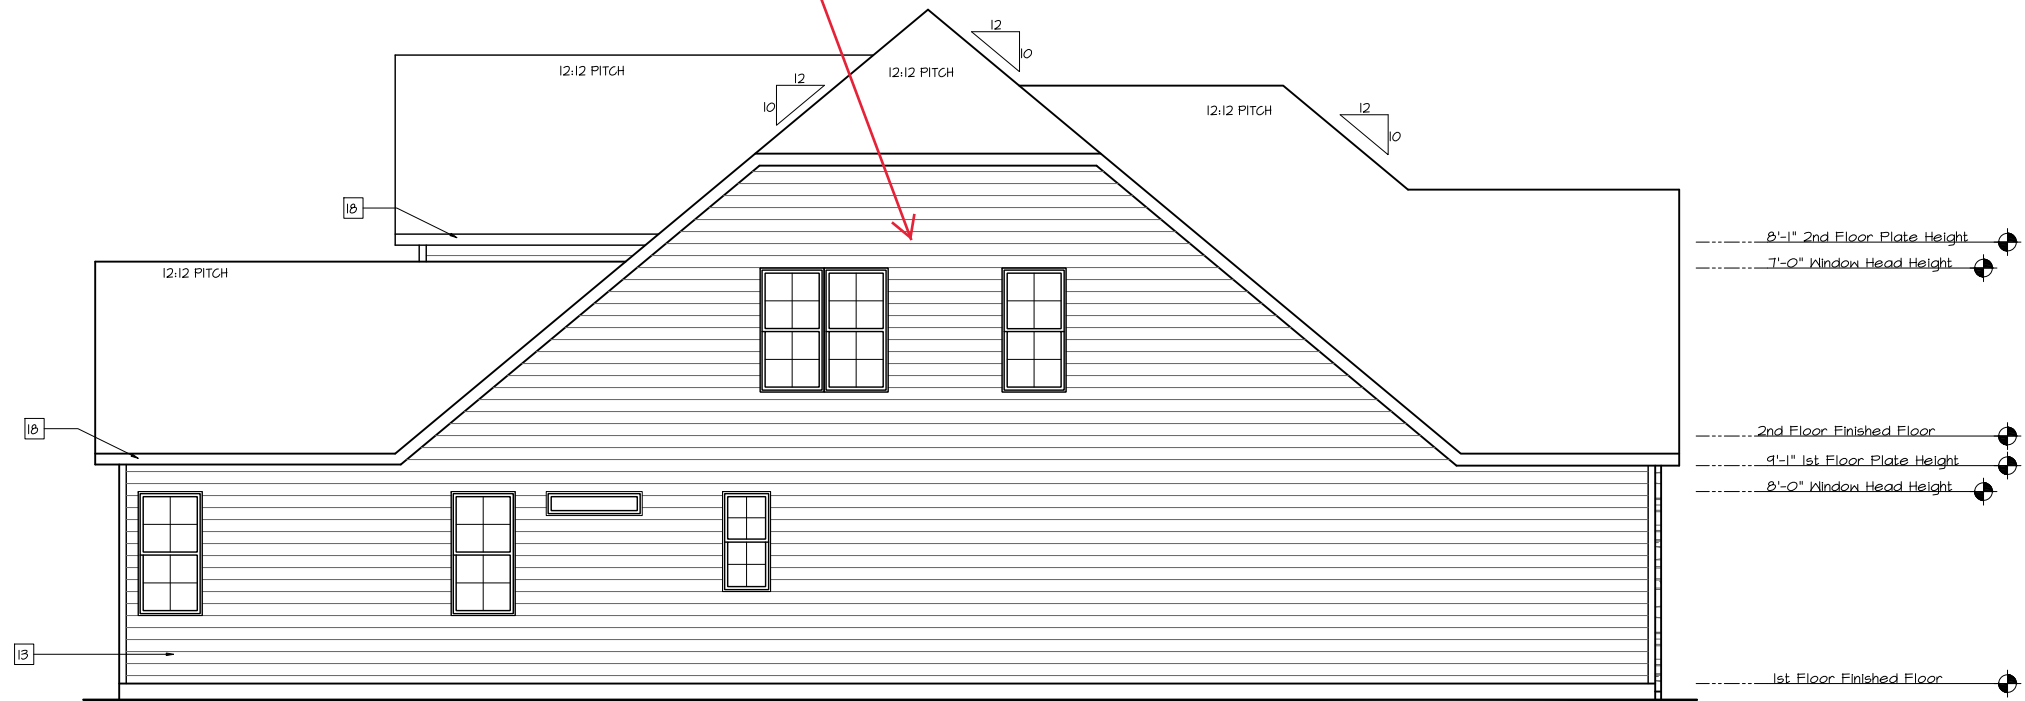 12
10
12:12 PITCH
12
10
12:12 PITCH
12:12 PITCH
12
10
18
8'-1" 2nd Floor Plate Height
7'-0" Window Head Height
12:12 PITCH
18
2nd Floor Finished Floor
9'-1" 1st Floor Plate Height
8'-0" Window Head Height
13
1st Floor Finished Floor